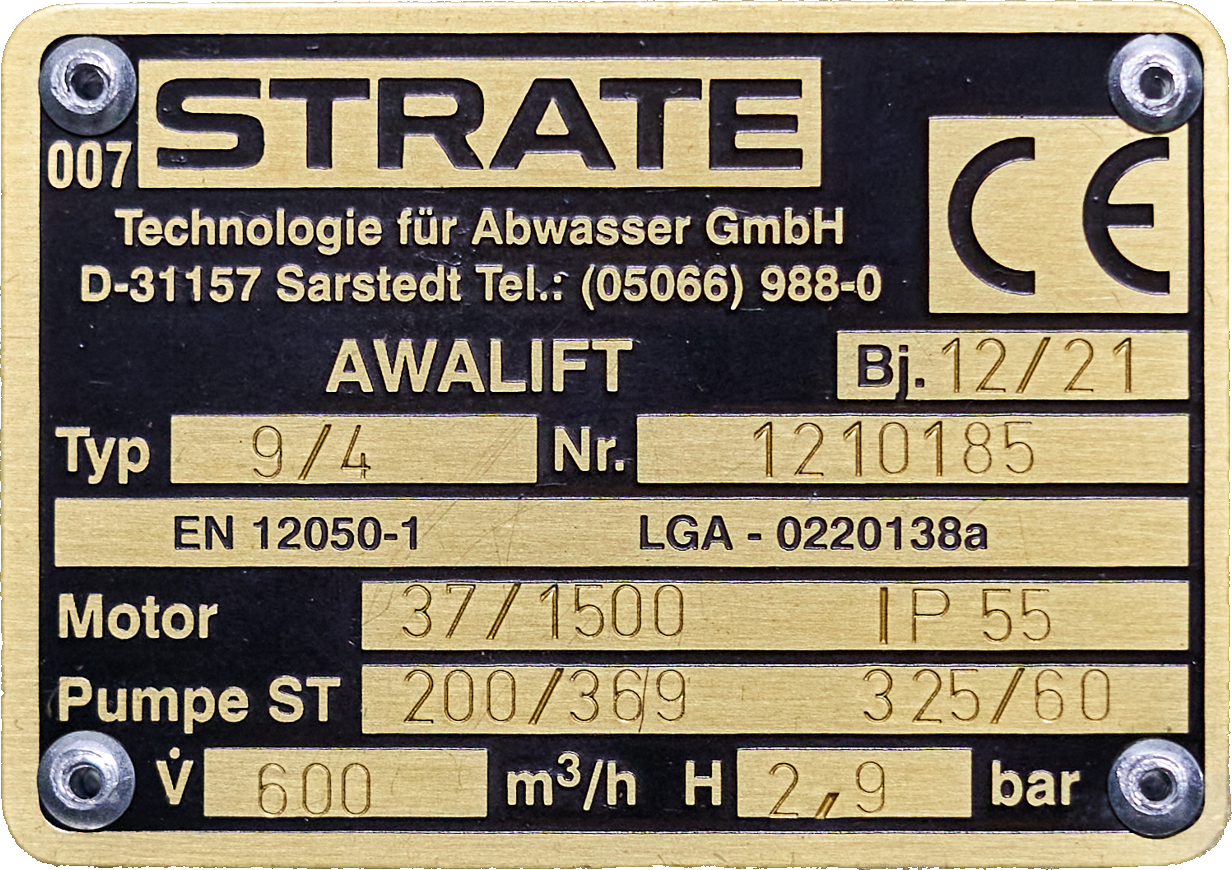 STRATE
007
CE
Technologie für Abwasser GmbH
D-31157 Sarstedt Tel.: (05066) 988-0
AWALIFT Bj. 12/21
Typ 9/4 Nr. 1210185
EN 12050-1 LGA - 0220138a
Motor 37/1500 IP 55
Pumpe ST 200/369 325/60
V̇ 600 m³/h H 2,9 bar